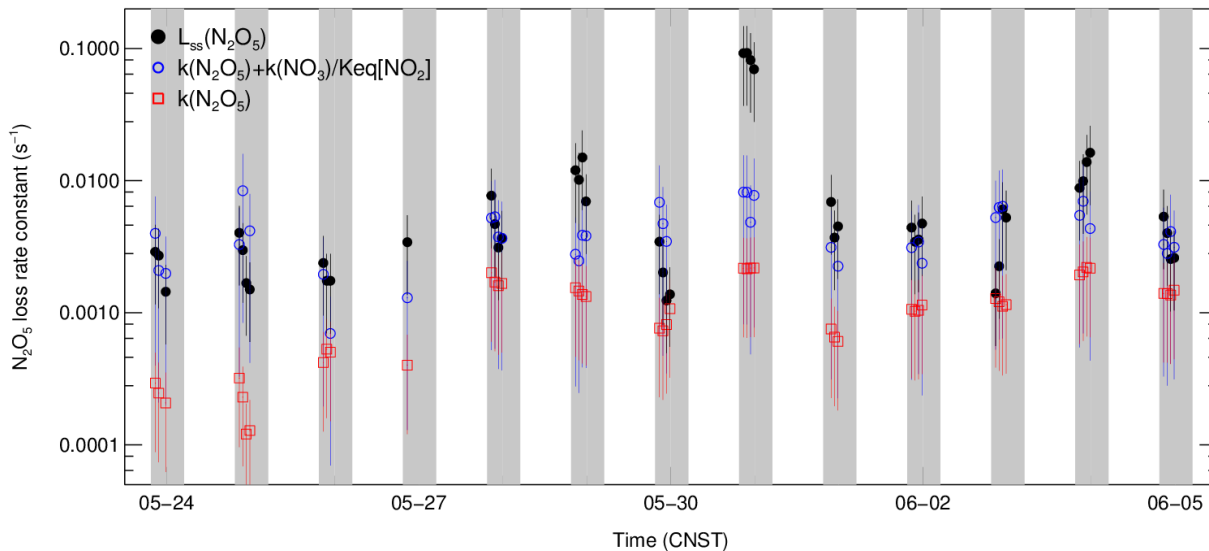 L_ss(N₂O₅)
k(N₂O₅)+k(NO₃)/Keq[NO₂]
k(N₂O₅)
N₂O₅ loss rate constant (s⁻¹)
0.1000
0.0100
0.0010
0.0001
05−24 05−27 05−30 06−02 06−05
Time (CNST)